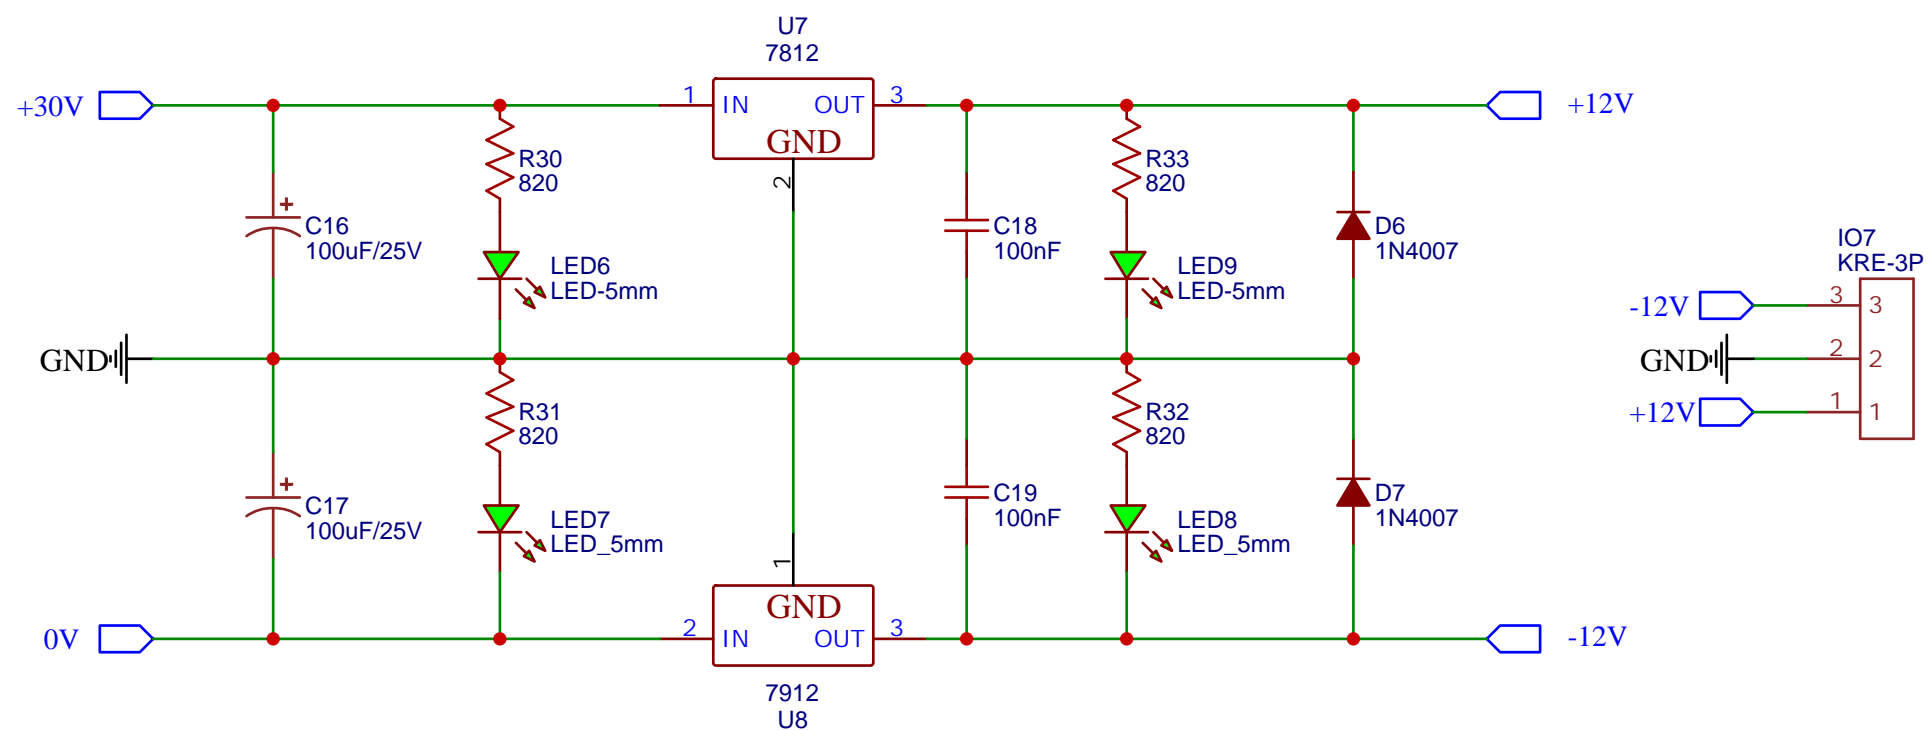 U7
7812
+30V
1
IN
OUT
3
GND
2
+12V
R30
820
R33
820
+
C16
100uF/25V
C18
100nF
D6
1N4007
LED6
LED-5mm
LED9
LED-5mm
IO7
KRE-3P
-12V
3
3
GND
2
2
+12V
1
1
GND
R31
820
R32
820
+
C17
100uF/25V
C19
100nF
D7
1N4007
LED7
LED_5mm
LED8
LED_5mm
1
GND
0V
2
IN
OUT
3
-12V
7912
U8